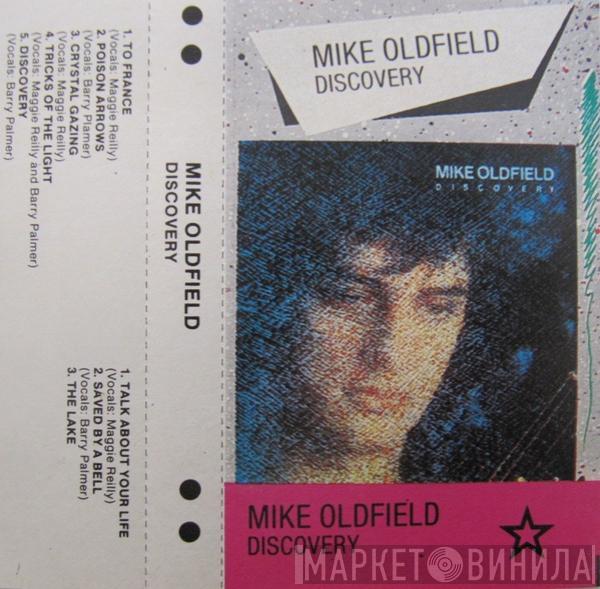 1. TO FRANCE
(Vocals: Maggie Reilly)
2. POISON ARROWS
(Vocals: Barry Plamer)
3. CRYSTAL GAZING
(Vocals: Maggie Reilly)
4. TRICKS OF THE LIGHT
(Vocals: Maggie Reilly and Barry Palmer)
5. DISCOVERY
(Vocals: Barry Palmer)
1. TALK ABOUT YOUR LIFE
(Vocals: Maggie Reilly)
2. SAVED BY A BELL
(Vocals: Barry Palmer)
3. THE LAKE
MIKE OLDFIELD
DISCOVERY
MIKE OLDFIELD
DISCOVERY
MIKE OLDFIELD
DISCOVERY
MIKE OLDFIELD
DISCOVERY
МАРКЕТ ВИНИЛА